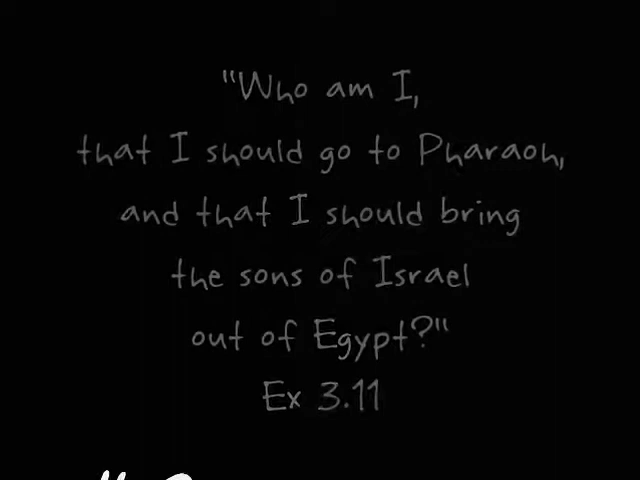 "Who am I,
that I should go to Pharaoh,
and that I should bring
the sons of Israel
out of Egypt?"
Ex 3.11